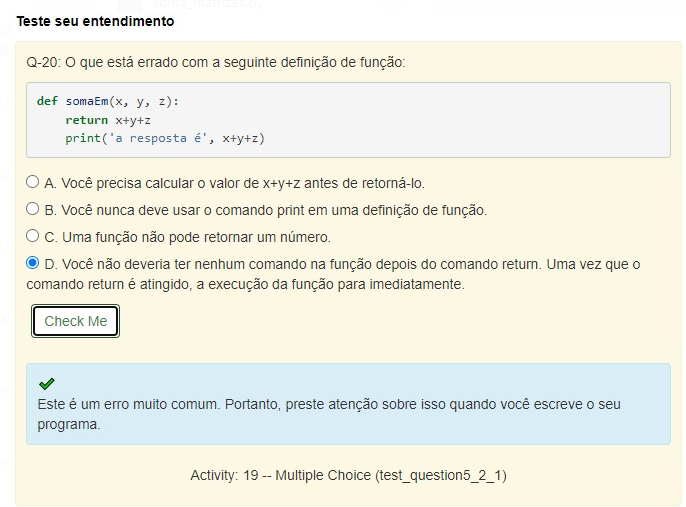 Teste seu entendimento
Q-20: O que está errado com a seguinte definição de função:
def somaEm(x, y, z):
    return x+y+z
    print('a resposta é', x+y+z)
A. Você precisa calcular o valor de x+y+z antes de retorná-lo.
B. Você nunca deve usar o comando print em uma definição de função.
C. Uma função não pode retornar um número.
D. Você não deveria ter nenhum comando na função depois do comando return. Uma vez que o
comando return é atingido, a execução da função para imediatamente.
Check Me
Este é um erro muito comum. Portanto, preste atenção sobre isso quando você escreve o seu
programa.
Activity: 19 -- Multiple Choice (test_question5_2_1)